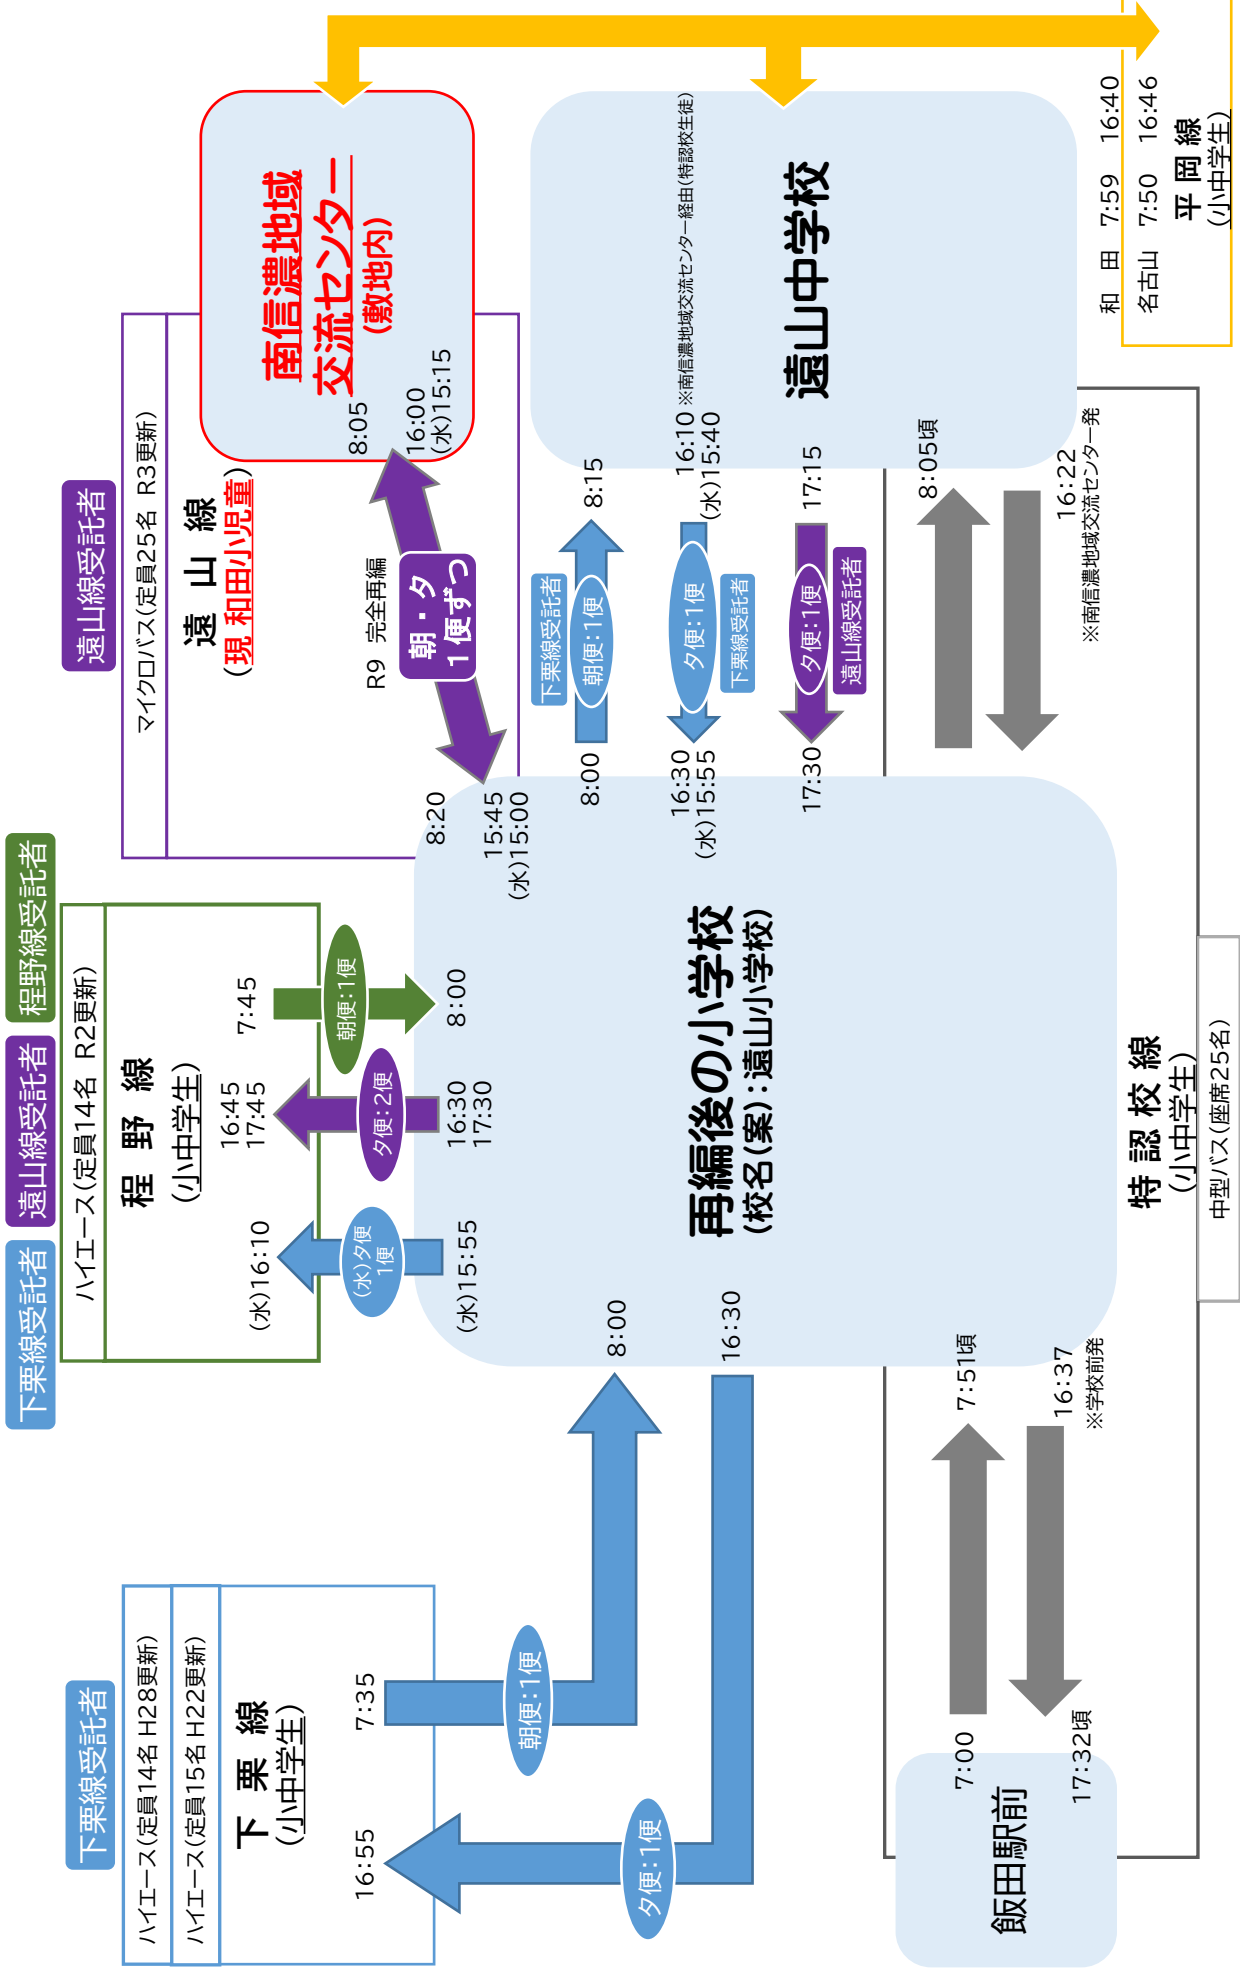 下栗線受託者
ハイエース(定員14名 H28更新)
ハイエース(定員15名 H22更新)
下 栗 線
(小中学生)
16:55
7:35
朝便:1便
夕便:1便
8:00
16:30
下栗線受託者
遠山線受託者
程野線受託者
ハイエース(定員14名 R2更新)
程 野 線
(小中学生)
(水)16:10
16:45
17:45
7:45
(水)夕便
1便
夕便:2便
朝便:1便
(水)15:55
16:30
17:30
8:00
遠山線受託者
マイクロバス(定員25名 R3更新)
遠 山 線
(現 和田小児童)
R9 完全再編
朝・夕
1便ずつ
8:20
15:45
(水)15:00
8:05
16:00
(水)15:15
南信濃地域
交流センター
(敷地内)
再編後の小学校
(校名(案):遠山小学校)
下栗線受託者
朝便:1便
8:00
8:15
夕便:1便
下栗線受託者
16:30
(水)15:55
16:10 ※南信濃地域交流センター経由(特認校生徒)
(水)15:40
夕便:1便
遠山線受託者
17:30
17:15
遠山中学校
飯田駅前
7:00
17:32頃
7:51頃
16:37
※学校前発
8:05頃
16:22
※南信濃地域交流センター発
特 認 校 線
(小中学生)
中型バス(座席25名)
和 田 7:59 16:40
名古山 7:50 16:46
平 岡 線
(小中学生)